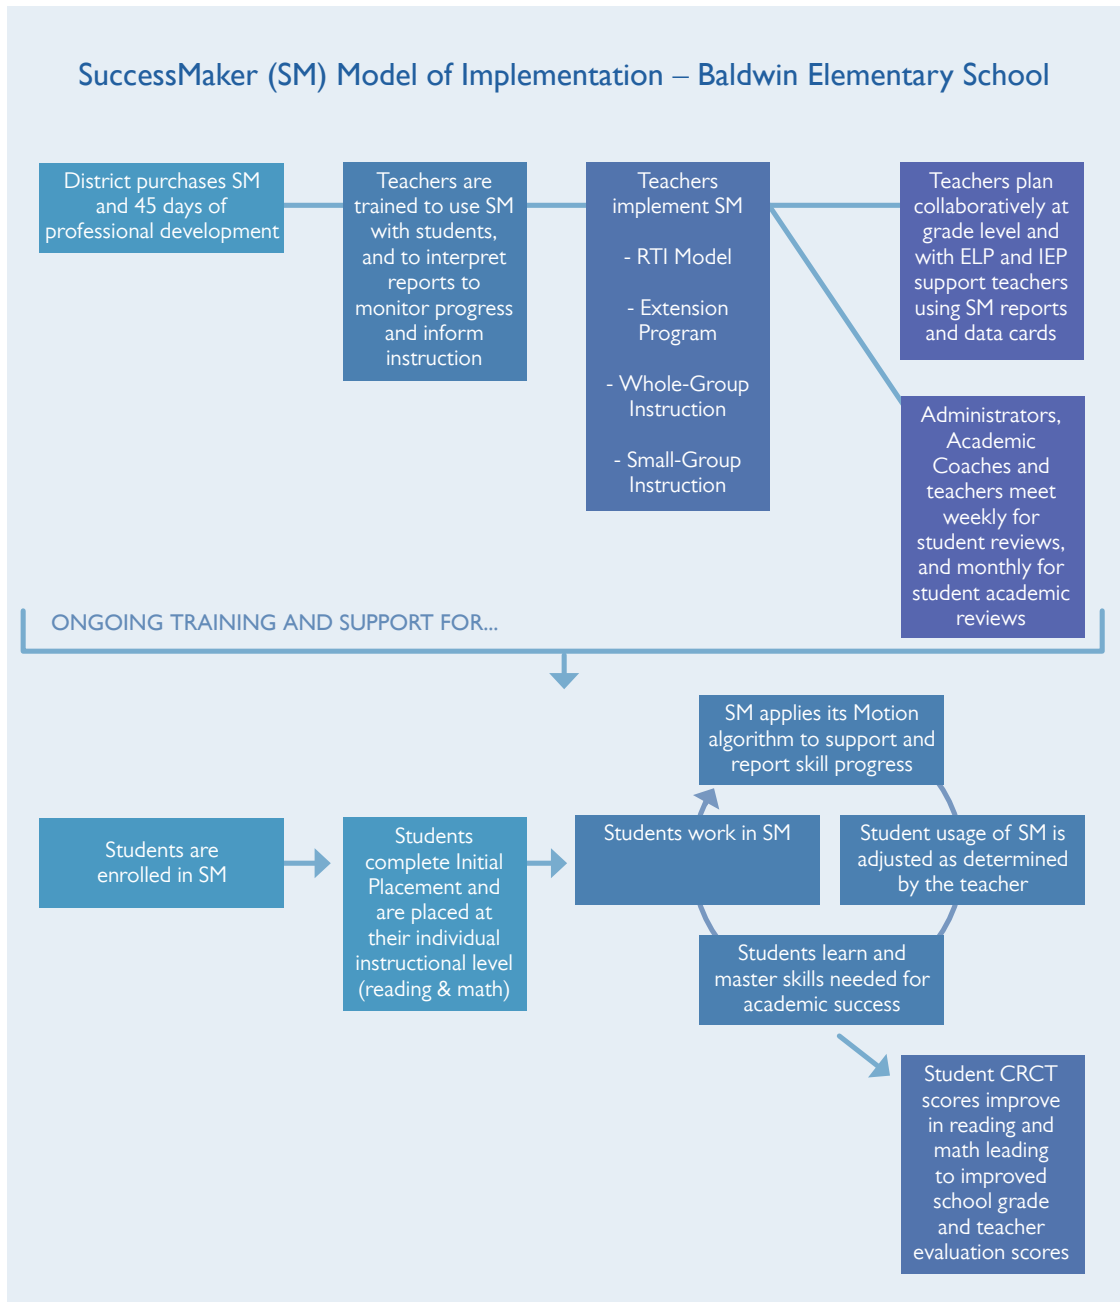 SuccessMaker (SM) Model of Implementation – Baldwin Elementary School
District purchases SM
and 45 days of
professional development
Teachers are
trained to use SM
with students,
and to interpret
reports to
monitor progress
and inform
instruction
Teachers
implement SM
- RTI Model
- Extension
Program
- Whole-Group
Instruction
- Small-Group
Instruction
Teachers plan
collaboratively at
grade level and
with ELP and IEP
support teachers
using SM reports
and data cards
Administrators,
Academic
Coaches and
teachers meet
weekly for
student reviews,
and monthly for
student academic
reviews
ONGOING TRAINING AND SUPPORT FOR...
Students are
enrolled in SM
Students
complete Initial
Placement and
are placed at
their individual
instructional level
(reading & math)
Students work in SM
SM applies its Motion
algorithm to support and
report skill progress
Student usage of SM is
adjusted as determined
by the teacher
Students learn and
master skills needed for
academic success
Student CRCT
scores improve
in reading and
math leading
to improved
school grade
and teacher
evaluation scores